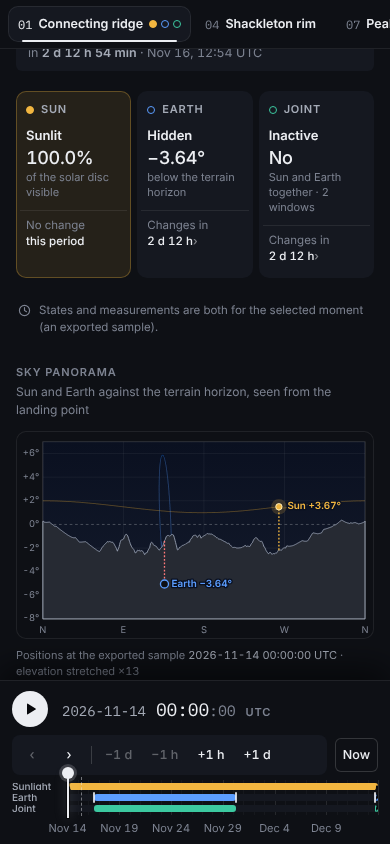 01 Connecting ridge 04 Shackleton rim 07 Pea
in 2 d 12 h 54 min · Nov 16, 12:54 UTC
SUN
Sunlit
100.0%
of the solar disc
visible
No change
this period
EARTH
Hidden
−3.64°
below the terrain
horizon
Changes in
2 d 12 h›
JOINT
Inactive
No
Sun and Earth
together · 2
windows
Changes in
2 d 12 h›
States and measurements are both for the selected moment
(an exported sample).
SKY PANORAMA
Sun and Earth against the terrain horizon, seen from the
landing point
+6°
+4°
+2°
0°
-2°
-4°
-6°
-8°
Sun +3.67°
Earth −3.64°
N E S W N
Positions at the exported sample 2026-11-14 00:00:00 UTC ·
elevation stretched ×13
2026-11-14 00:00:00 UTC
‹ › −1 d −1 h +1 h +1 d Now
Sunlight
Earth
Joint
Nov 14 Nov 19 Nov 24 Nov 29 Dec 4 Dec 9